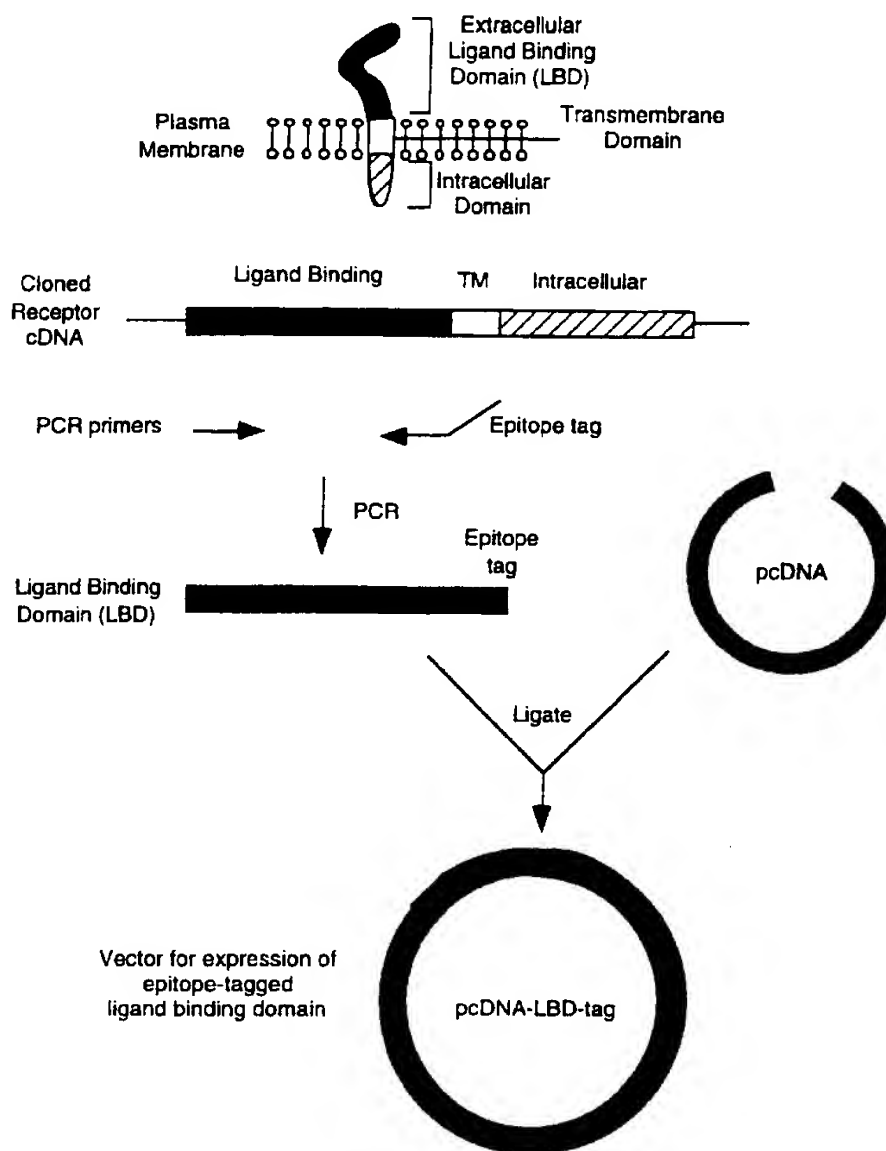 Extracellular
Ligand Binding
Domain (LBD)
Plasma
Membrane
Transmembrane
Domain
Intracellular
Domain
Cloned
Receptor
cDNA
Ligand Binding
TM
Intracellular
PCR primers
Epitope tag
PCR
Epitope
tag
Ligand Binding
Domain (LBD)
pcDNA
Ligate
Vector for expression of
epitope-tagged
ligand binding domain
pcDNA-LBD-tag